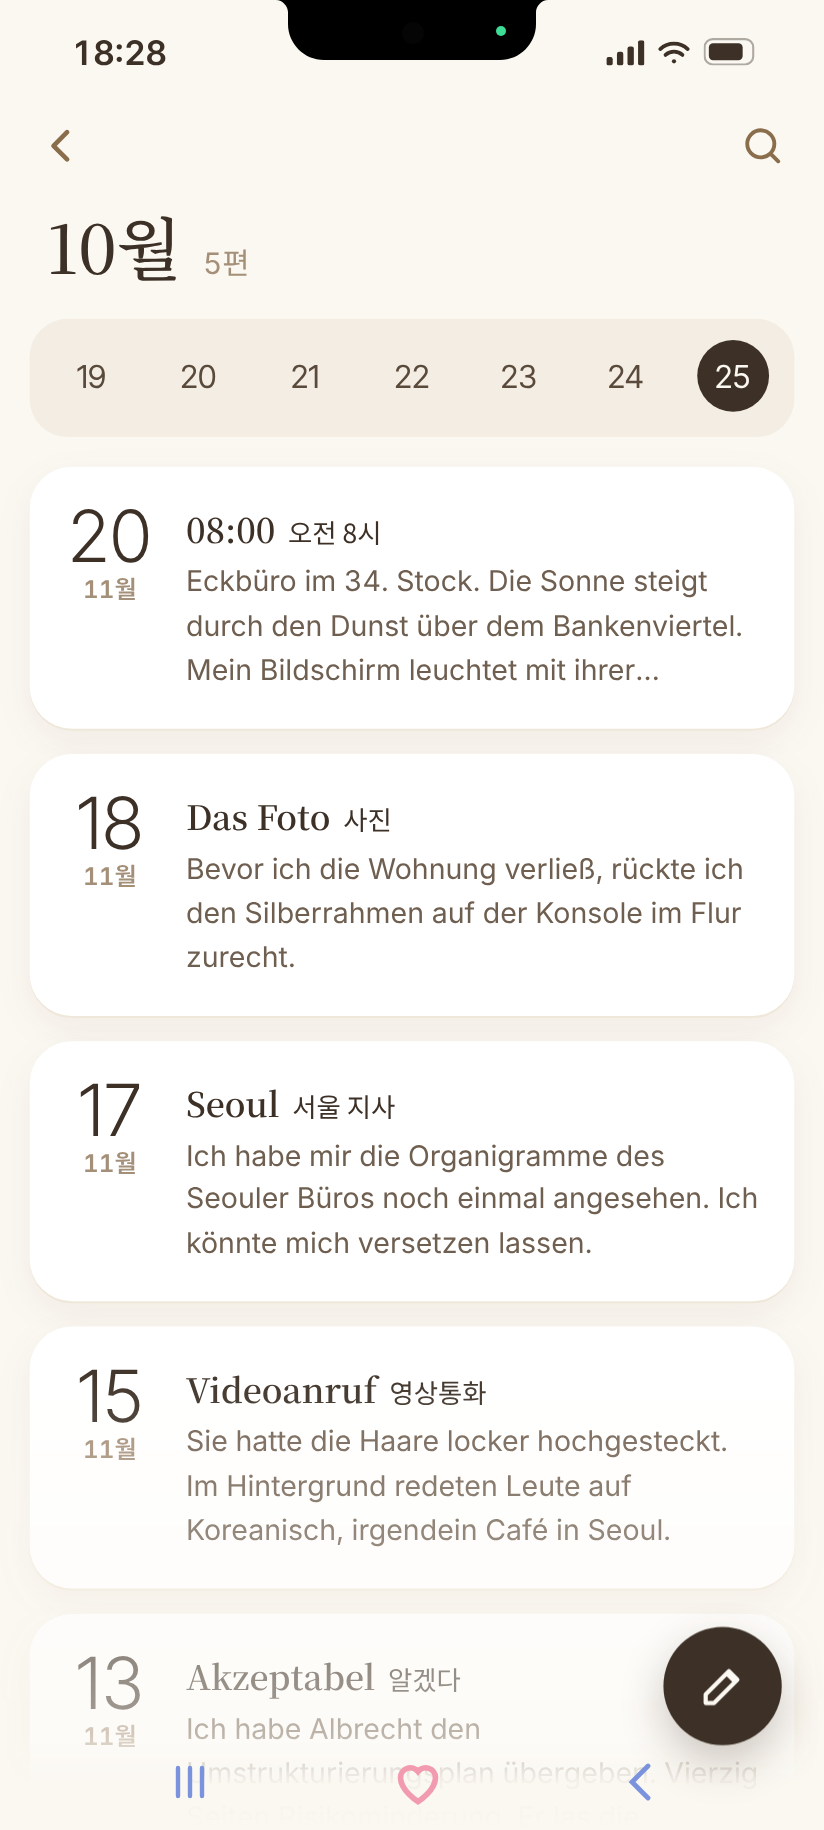 18:28
10월 5편
19 20 21 22 23 24 25
20
11월
08:00 오전 8시
Eckbüro im 34. Stock. Die Sonne steigt
durch den Dunst über dem Bankenviertel.
Mein Bildschirm leuchtet mit ihrer...
18
11월
Das Foto 사진
Bevor ich die Wohnung verließ, rückte ich
den Silberrahmen auf der Konsole im Flur
zurecht.
17
11월
Seoul 서울 지사
Ich habe mir die Organigramme des
Seouler Büros noch einmal angesehen. Ich
könnte mich versetzen lassen.
15
11월
Videoanruf 영상통화
Sie hatte die Haare locker hochgesteckt.
Im Hintergrund redeten Leute auf
Koreanisch, irgendein Café in Seoul.
13
11월
Akzeptabel 알겠다
Ich habe Albrecht den
Umstrukturierungsplan übergeben. Vierzig